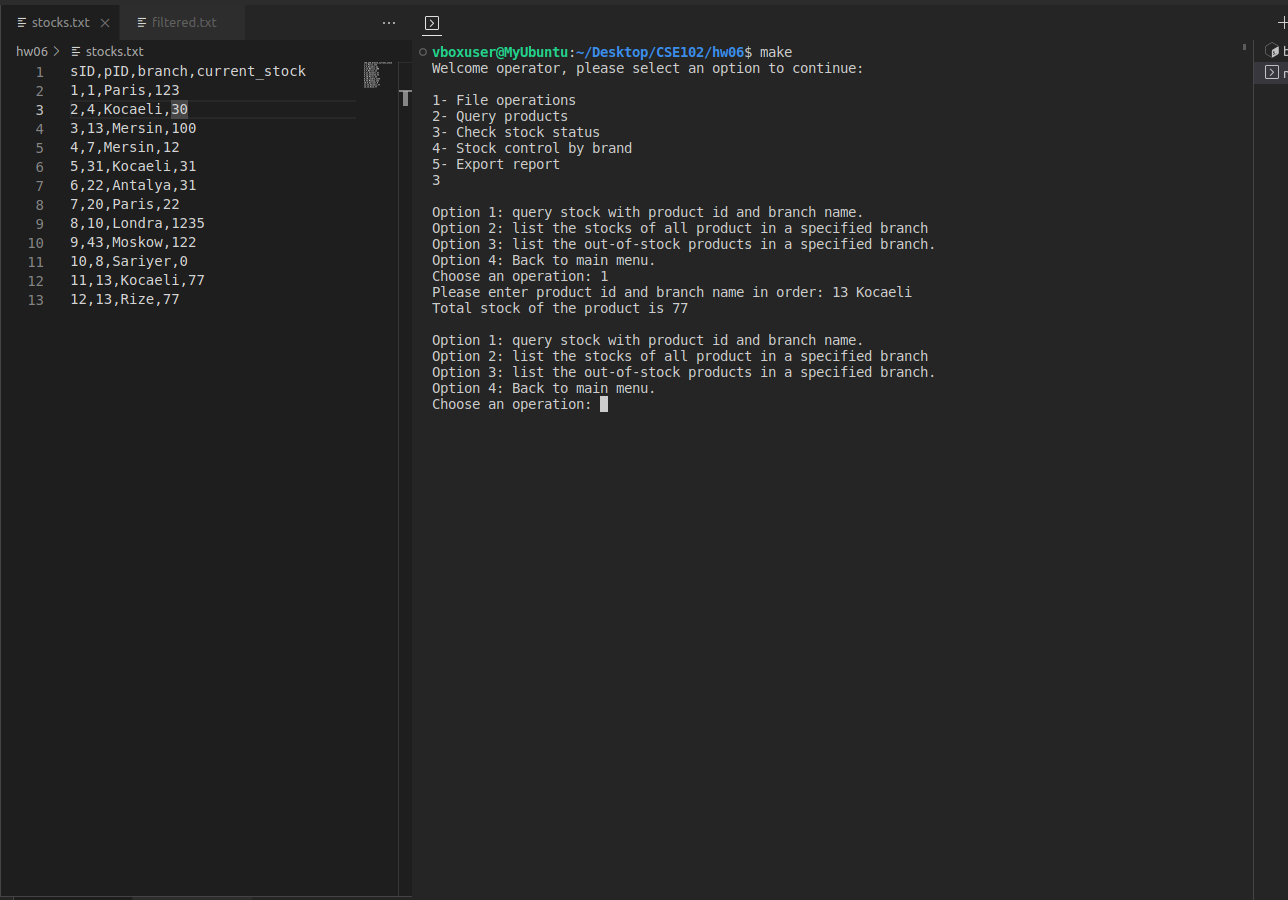 stocks.txt
filtered.txt
hw06 > stocks.txt
1 sID,pID,branch,current_stock
2 1,1,Paris,123
3 2,4,Kocaeli,30
4 3,13,Mersin,100
5 4,7,Mersin,12
6 5,31,Kocaeli,31
7 6,22,Antalya,31
8 7,20,Paris,22
9 8,10,Londra,1235
10 9,43,Moskow,122
11 10,8,Sariyer,0
12 11,13,Kocaeli,77
13 12,13,Rize,77
vboxuser@MyUbuntu:~/Desktop/CSE102/hw06$ make
Welcome operator, please select an option to continue:
1- File operations
2- Query products
3- Check stock status
4- Stock control by brand
5- Export report
3
Option 1: query stock with product id and branch name.
Option 2: list the stocks of all product in a specified branch
Option 3: list the out-of-stock products in a specified branch.
Option 4: Back to main menu.
Choose an operation: 1
Please enter product id and branch name in order: 13 Kocaeli
Total stock of the product is 77
Option 1: query stock with product id and branch name.
Option 2: list the stocks of all product in a specified branch
Option 3: list the out-of-stock products in a specified branch.
Option 4: Back to main menu.
Choose an operation: